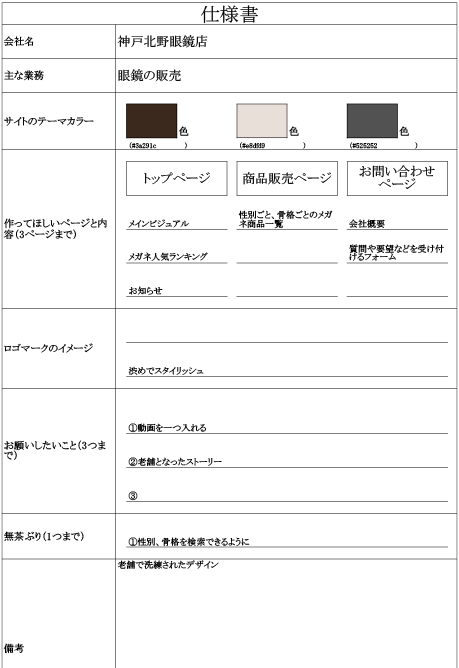 仕様書
会社名
神戸北野眼鏡店
主な業務
眼鏡の販売
サイトのテーマカラー
色
色
色
(#3a291c )
(#e8dfd9 )
(#525252 )
作ってほしいページと内
容(3ページまで)
トップページ
商品販売ページ
お問い合わせ
ページ
メインビジュアル
性別ごと、骨格ごとのメガ
ネ商品一覧
会社概要
メガネ人気ランキング
質問や要望などを受け付
けるフォーム
お知らせ
ロゴマークのイメージ
渋めでスタイリッシュ
お願いしたいこと(3つま
で)
①動画を一つ入れる
②老舗となったストーリー
③
無茶ぶり(1つまで)
①性別、骨格を検索できるように
備考
老舗で洗練されたデザイン